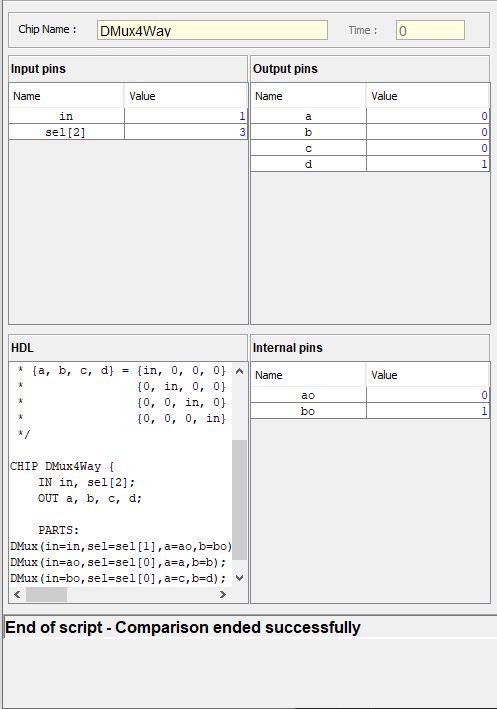 Chip Name : DMux4Way Time : 0
Input pins Output pins
Name Value Name Value
in 1 a 0
sel[2] 3 b 0
c 0
d 1
HDL Internal pins
* {a, b, c, d} = {in, 0, 0, 0} Name Value
* {0, in, 0, 0} ao 0
* {0, 0, in, 0} bo 1
* {0, 0, 0, in}
*/
CHIP DMux4Way {
IN in, sel[2];
OUT a, b, c, d;
PARTS:
DMux(in=in,sel=sel[1],a=ao,b=bo)
DMux(in=ao,sel=sel[0],a=a,b=b);
DMux(in=bo,sel=sel[0],a=c,b=d);
End of script - Comparison ended successfully